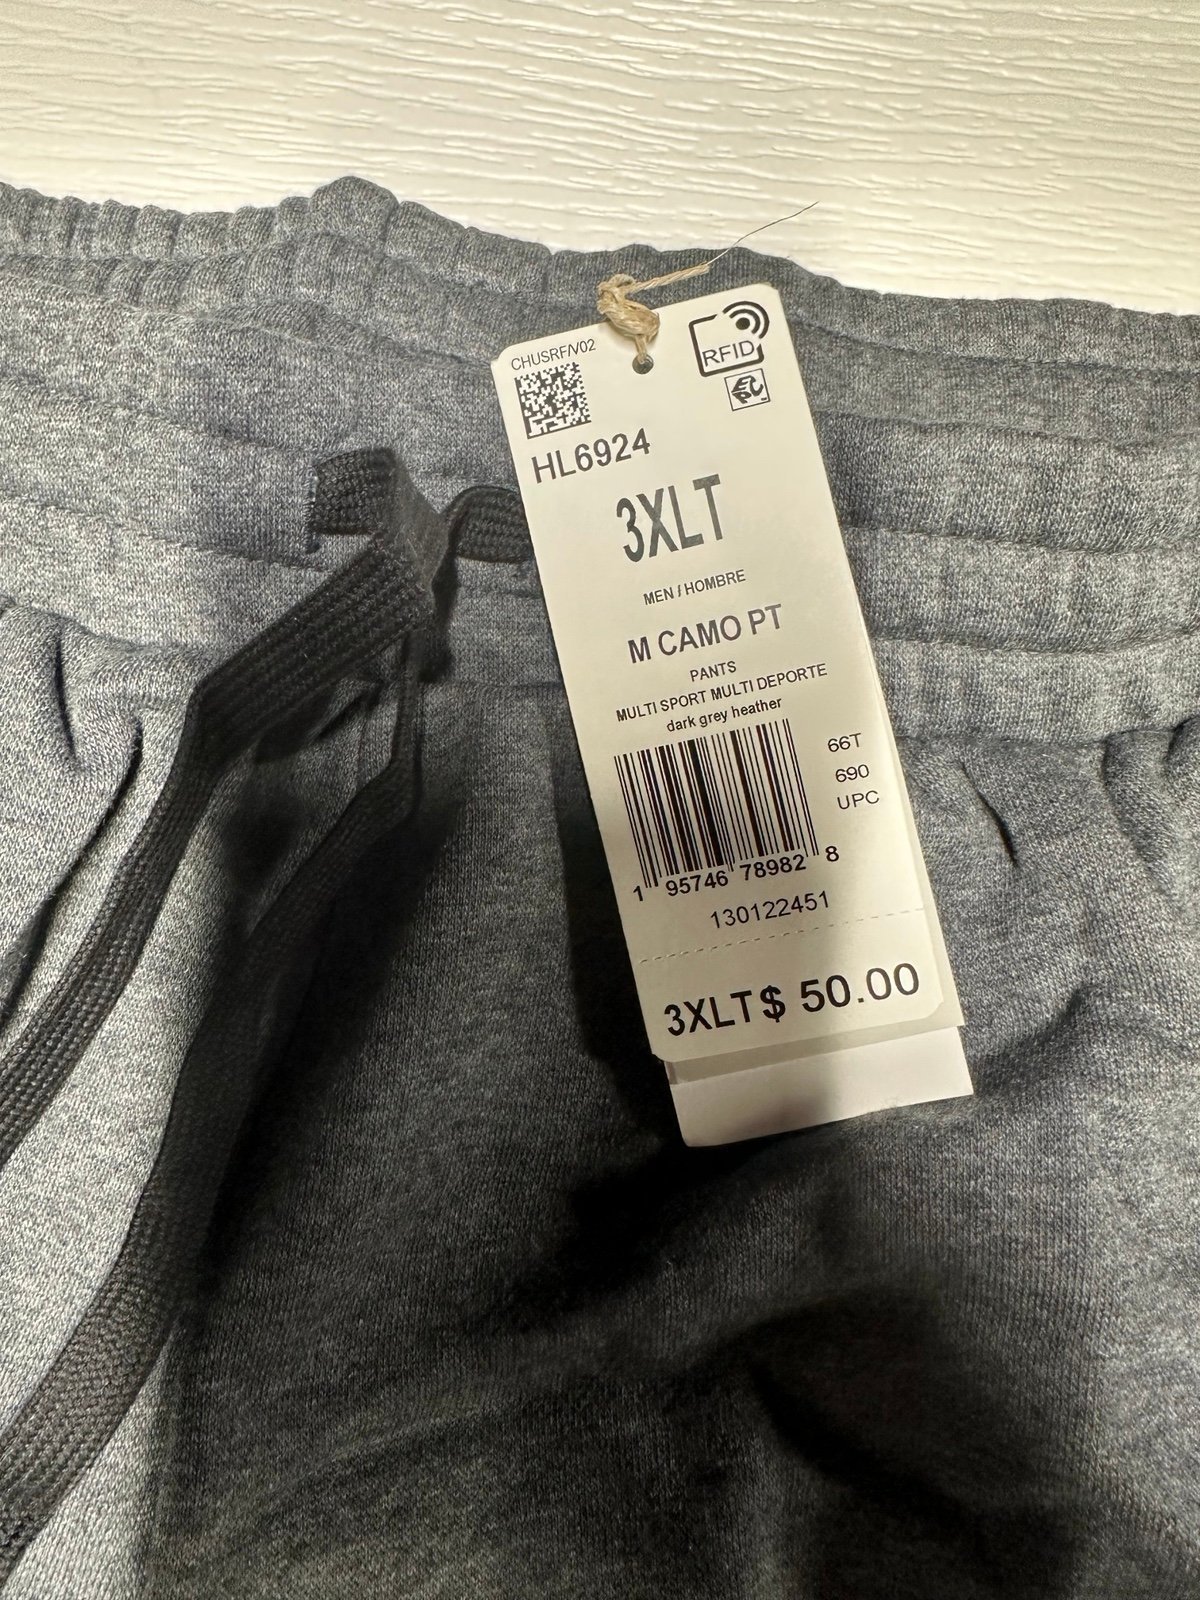 CHUSRF/V02
RFID
EPC
HL6924
3XLT
MEN / HOMBRE
M CAMO PT
PANTS
MULTI SPORT MULTI DEPORTE
dark grey heather
66T
690
UPC
1 95746 78982 8
130122451
3XLT $ 50.00